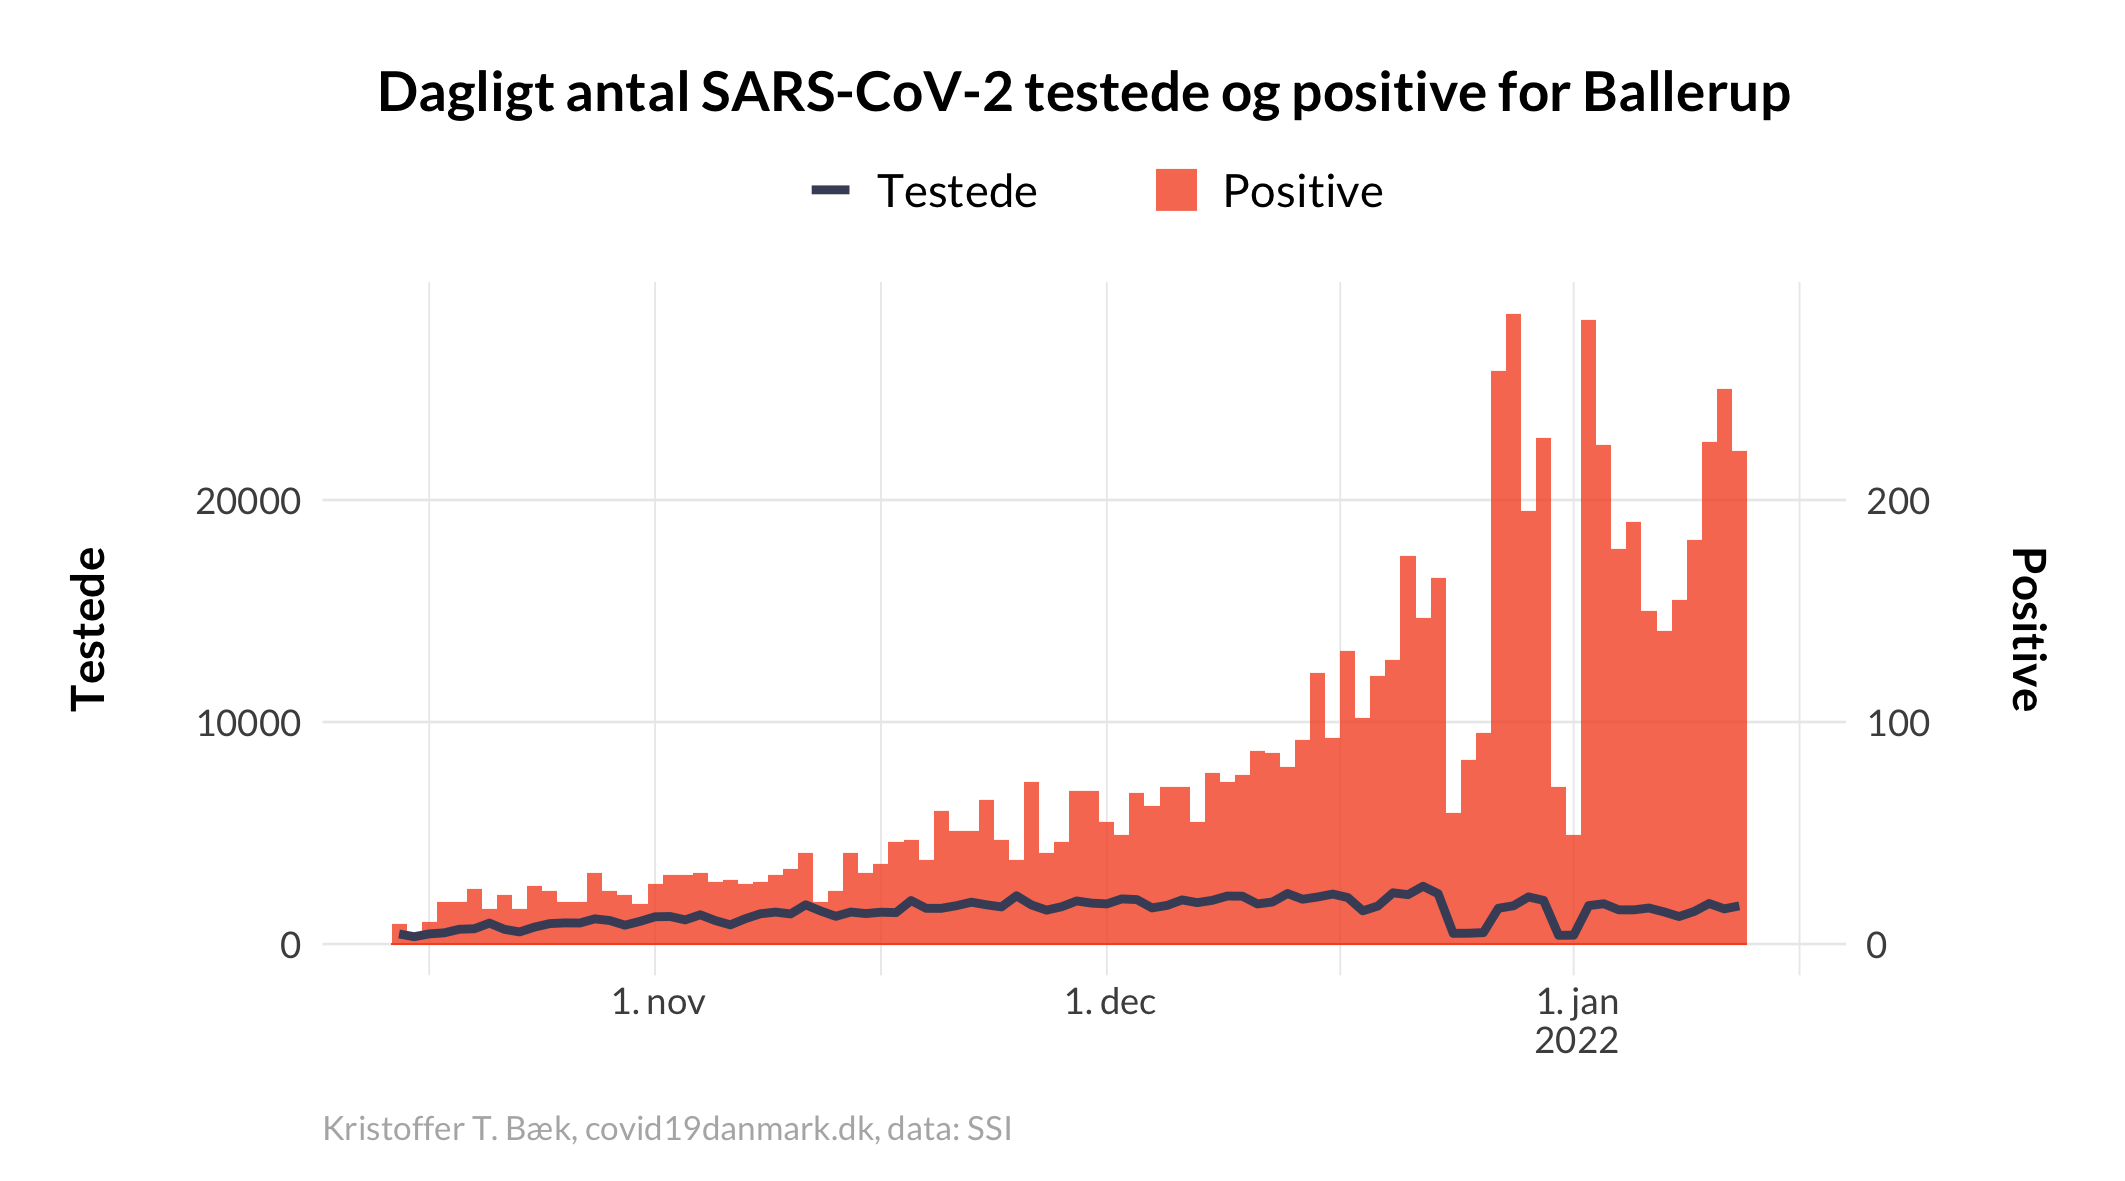 Dagligt antal SARS-CoV-2 testede og positive for Ballerup
Testede
Positive
20000
10000
0
Testede
200
100
0
Positive
1. nov
1. dec
1. jan
2022
Kristoffer T. Bæk, covid19danmark.dk, data: SSI